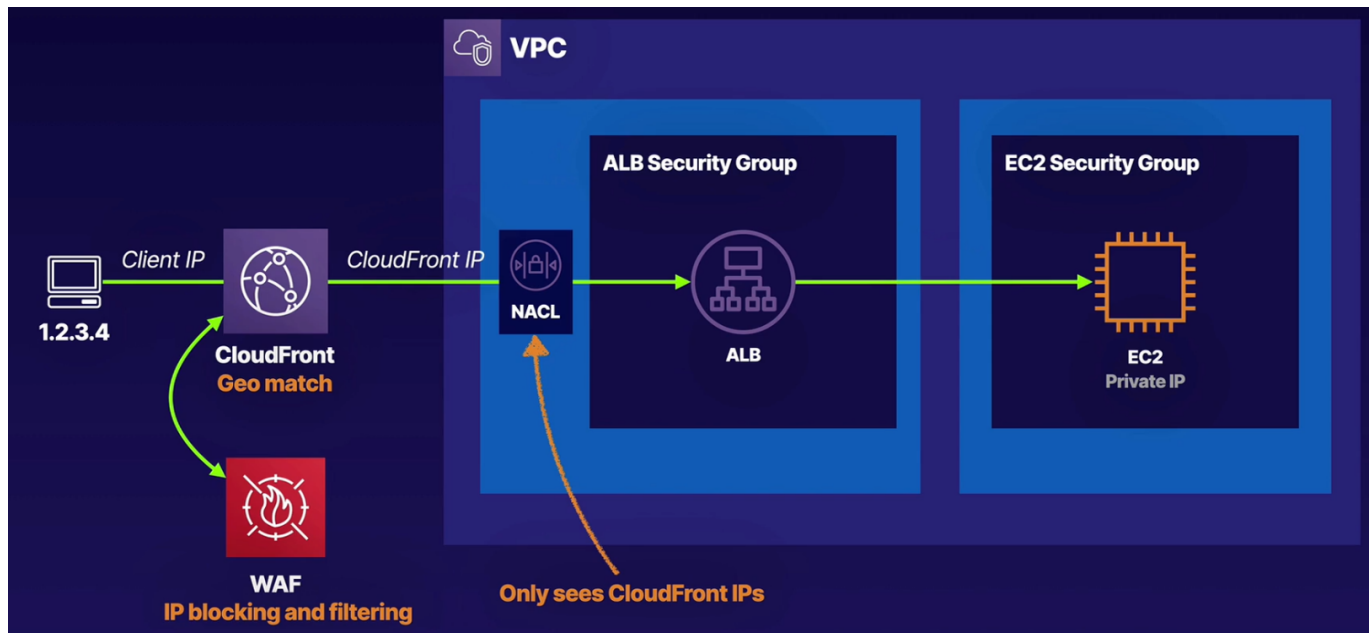 VPC
ALB Security Group
EC2 Security Group
Client IP
CloudFront IP
1.2.3.4
NACL
CloudFront
Geo match
ALB
EC2
Private IP
WAF
IP blocking and filtering
Only sees CloudFront IPs